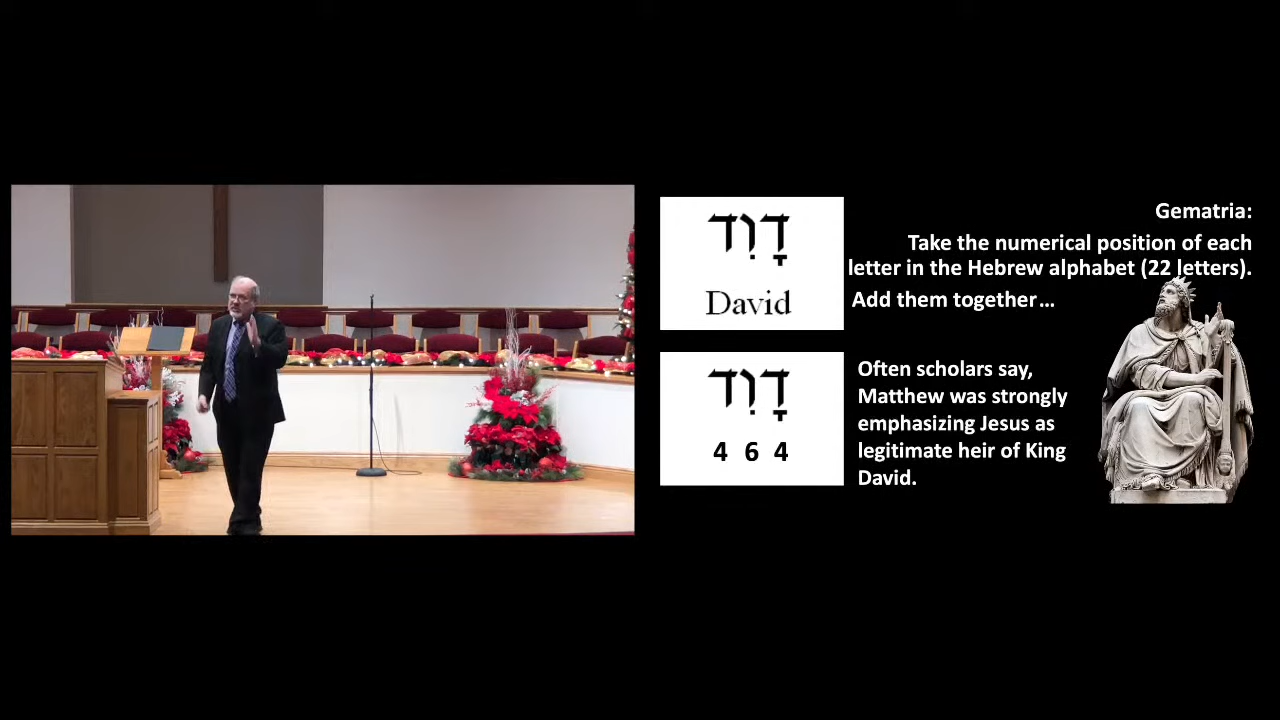 דָוִד
David
Gematria:
Take the numerical position of each
letter in the Hebrew alphabet (22 letters).
Add them together…
דָוִד
4 6 4
Often scholars say,
Matthew was strongly
emphasizing Jesus as
legitimate heir of King
David.